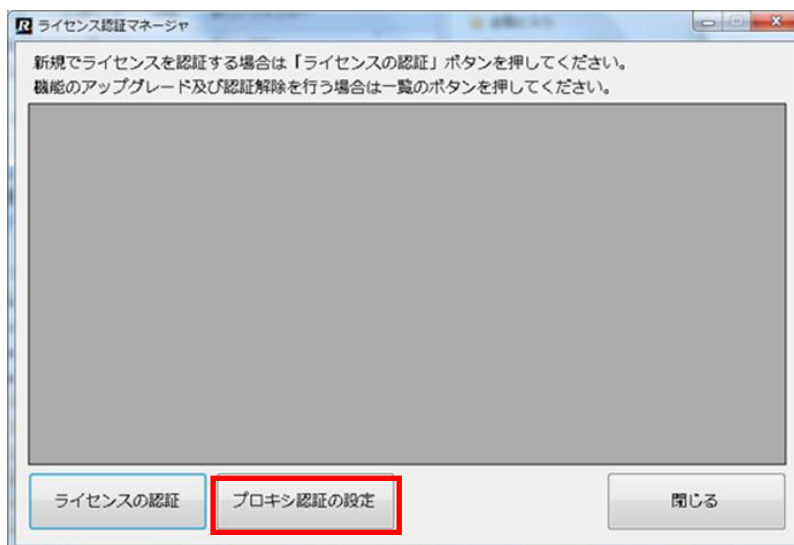 ライセンス認証マネージャ
新規でライセンスを認証する場合は「ライセンスの認証」ボタンを押してください。
機能のアップグレード及び認証解除を行う場合は一覧のボタンを押してください。
ライセンスの認証
プロキシ認証の設定
閉じる